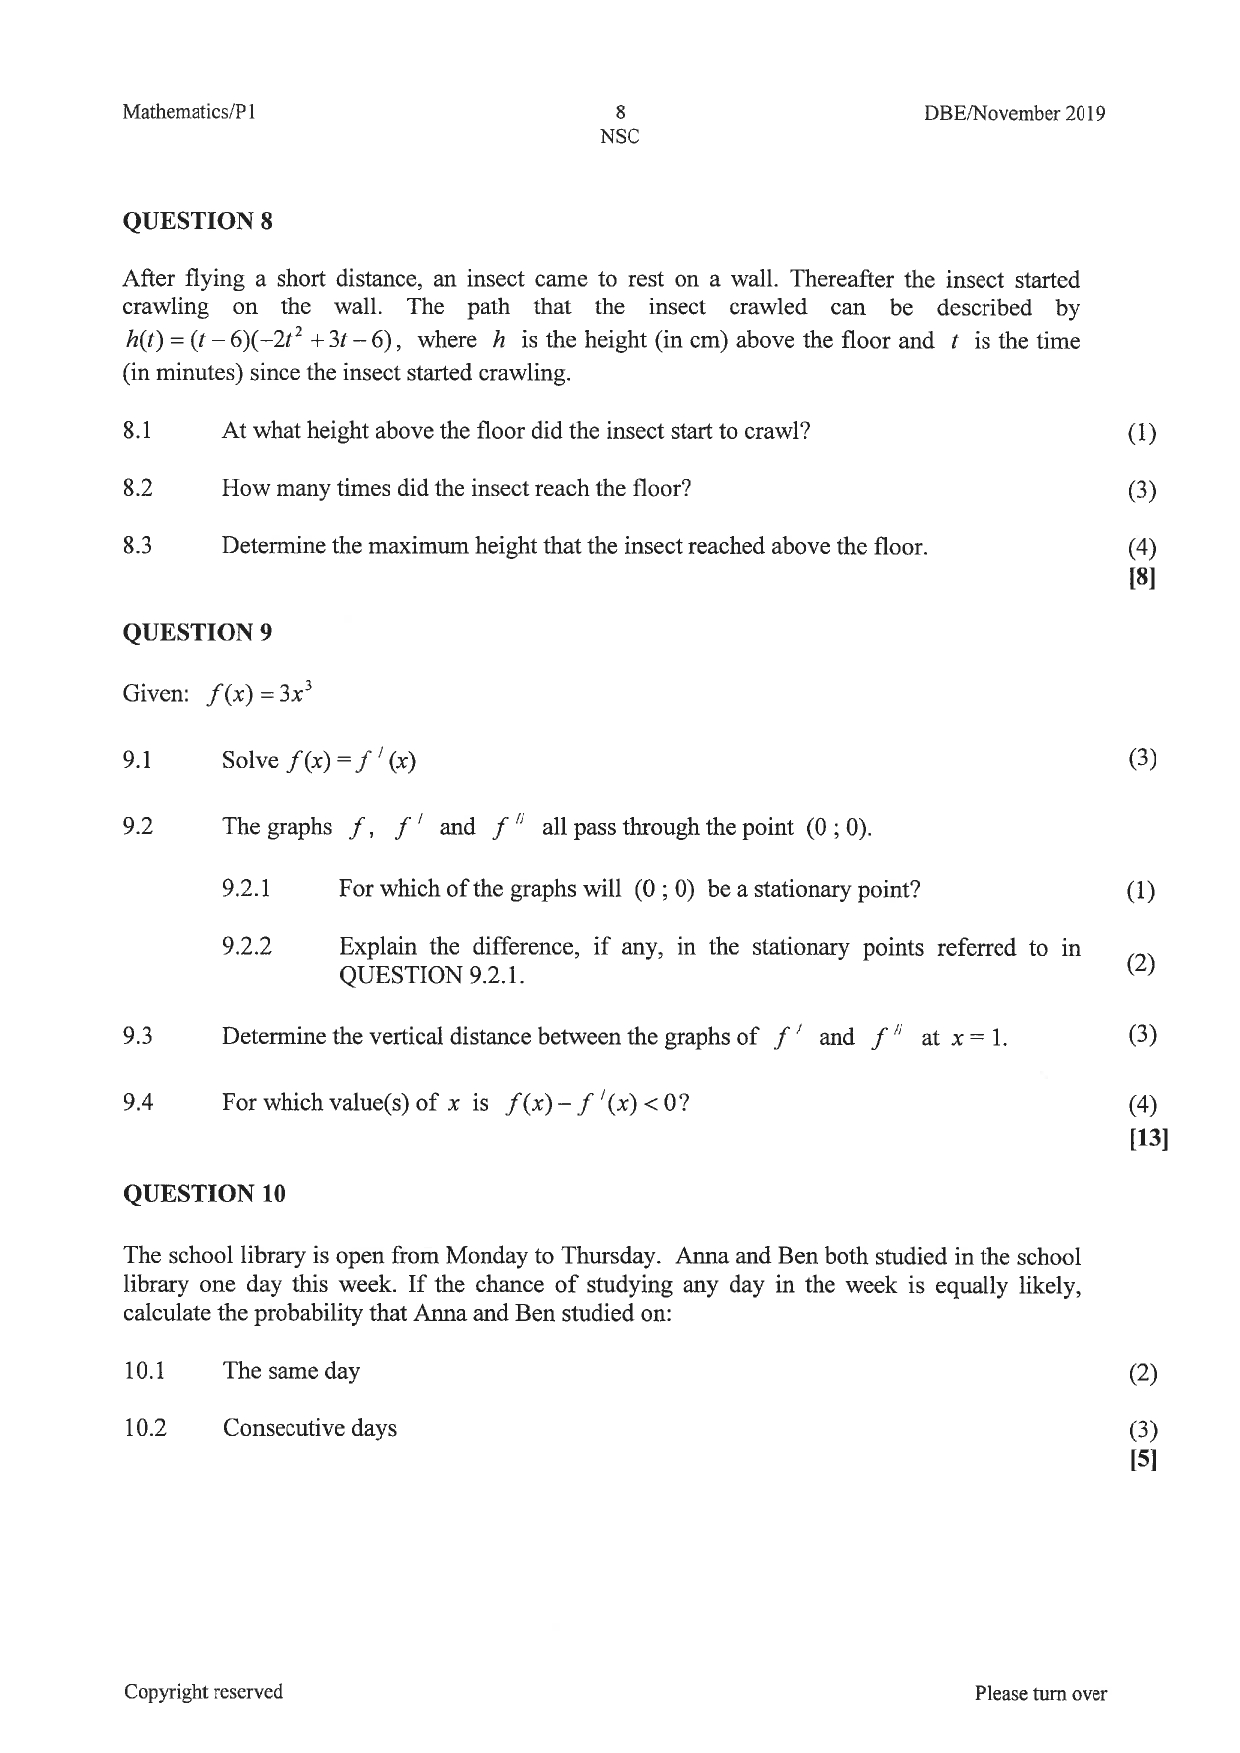 Mathematics/P1 8 DBE/November 2019
NSC
QUESTION 8
After flying a short distance, an insect came to rest on a wall. Thereafter the insect started
crawling on the wall. The path that the insect crawled can be described by
h(t) = (t – 6)(–2t² + 3t – 6), where h is the height (in cm) above the floor and t is the time
(in minutes) since the insect started crawling.
8.1 At what height above the floor did the insect start to crawl? (1)
8.2 How many times did the insect reach the floor? (3)
8.3 Determine the maximum height that the insect reached above the floor. (4)
[8]
QUESTION 9
Given: f(x) = 3x³
9.1 Solve f(x) = f ′(x) (3)
9.2 The graphs f, f ′ and f ″ all pass through the point (0 ; 0).
9.2.1 For which of the graphs will (0 ; 0) be a stationary point? (1)
9.2.2 Explain the difference, if any, in the stationary points referred to in
QUESTION 9.2.1. (2)
9.3 Determine the vertical distance between the graphs of f ′ and f ″ at x = 1. (3)
9.4 For which value(s) of x is f(x) – f ′(x) < 0? (4)
[13]
QUESTION 10
The school library is open from Monday to Thursday. Anna and Ben both studied in the school
library one day this week. If the chance of studying any day in the week is equally likely,
calculate the probability that Anna and Ben studied on:
10.1 The same day (2)
10.2 Consecutive days (3)
[5]
Copyright reserved Please turn over